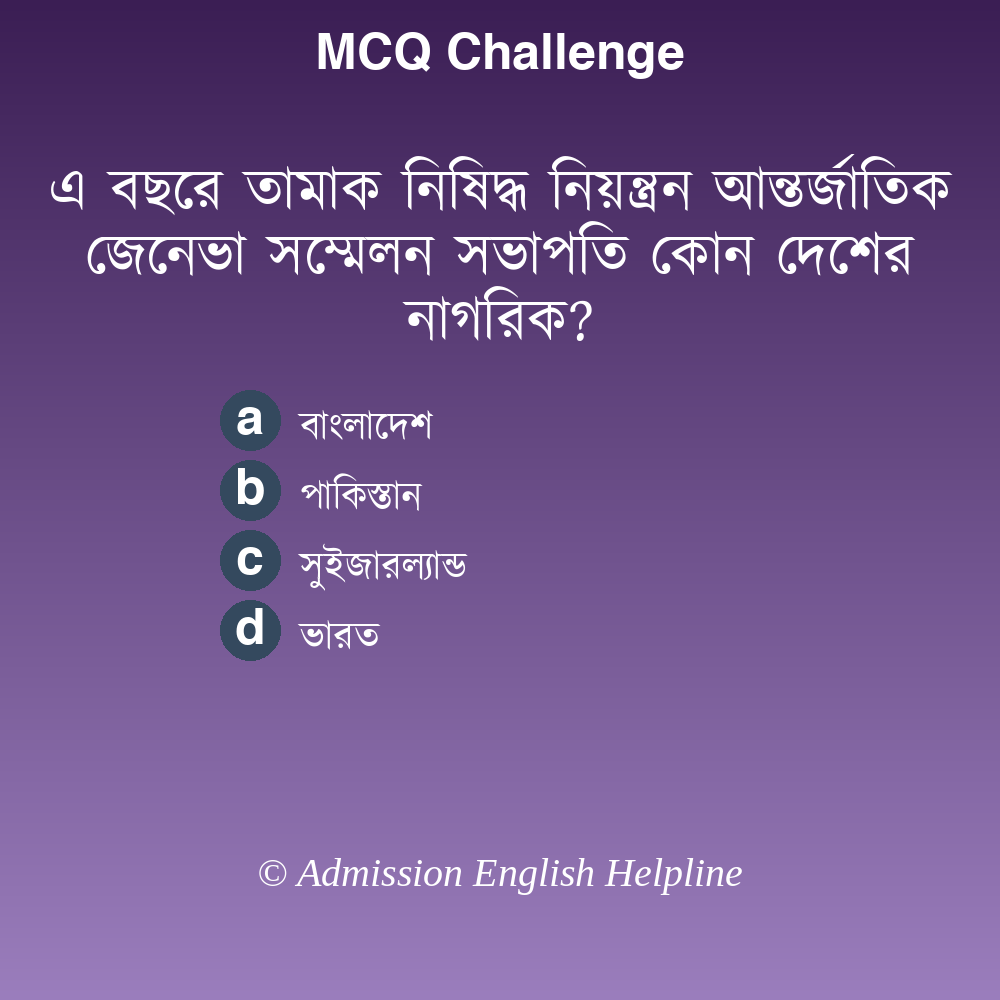 MCQ Challenge
এ বছরে তামাক নিষিদ্ধ নিয়ন্ত্রন আন্তর্জাতিক
জেনেভা সম্মেলন সভাপতি কোন দেশের
নাগরিক?
a বাংলাদেশ
b পাকিস্তান
c সুইজারল্যান্ড
d ভারত
© Admission English Helpline